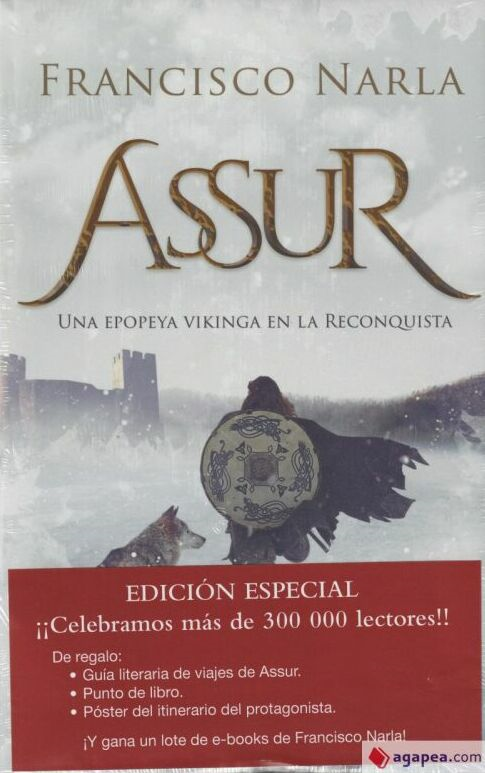 FRANCISCO NARLA
ASSUR
UNA EPOPEYA VIKINGA EN LA RECONQUISTA
EDICIÓN ESPECIAL
¡¡Celebramos más de 300 000 lectores!!
De regalo:
• Guía literaria de viajes de Assur.
• Punto de libro.
• Póster del itinerario del protagonista.
¡Y gana un lote de e-books de Francisco Narla!
agapea.com